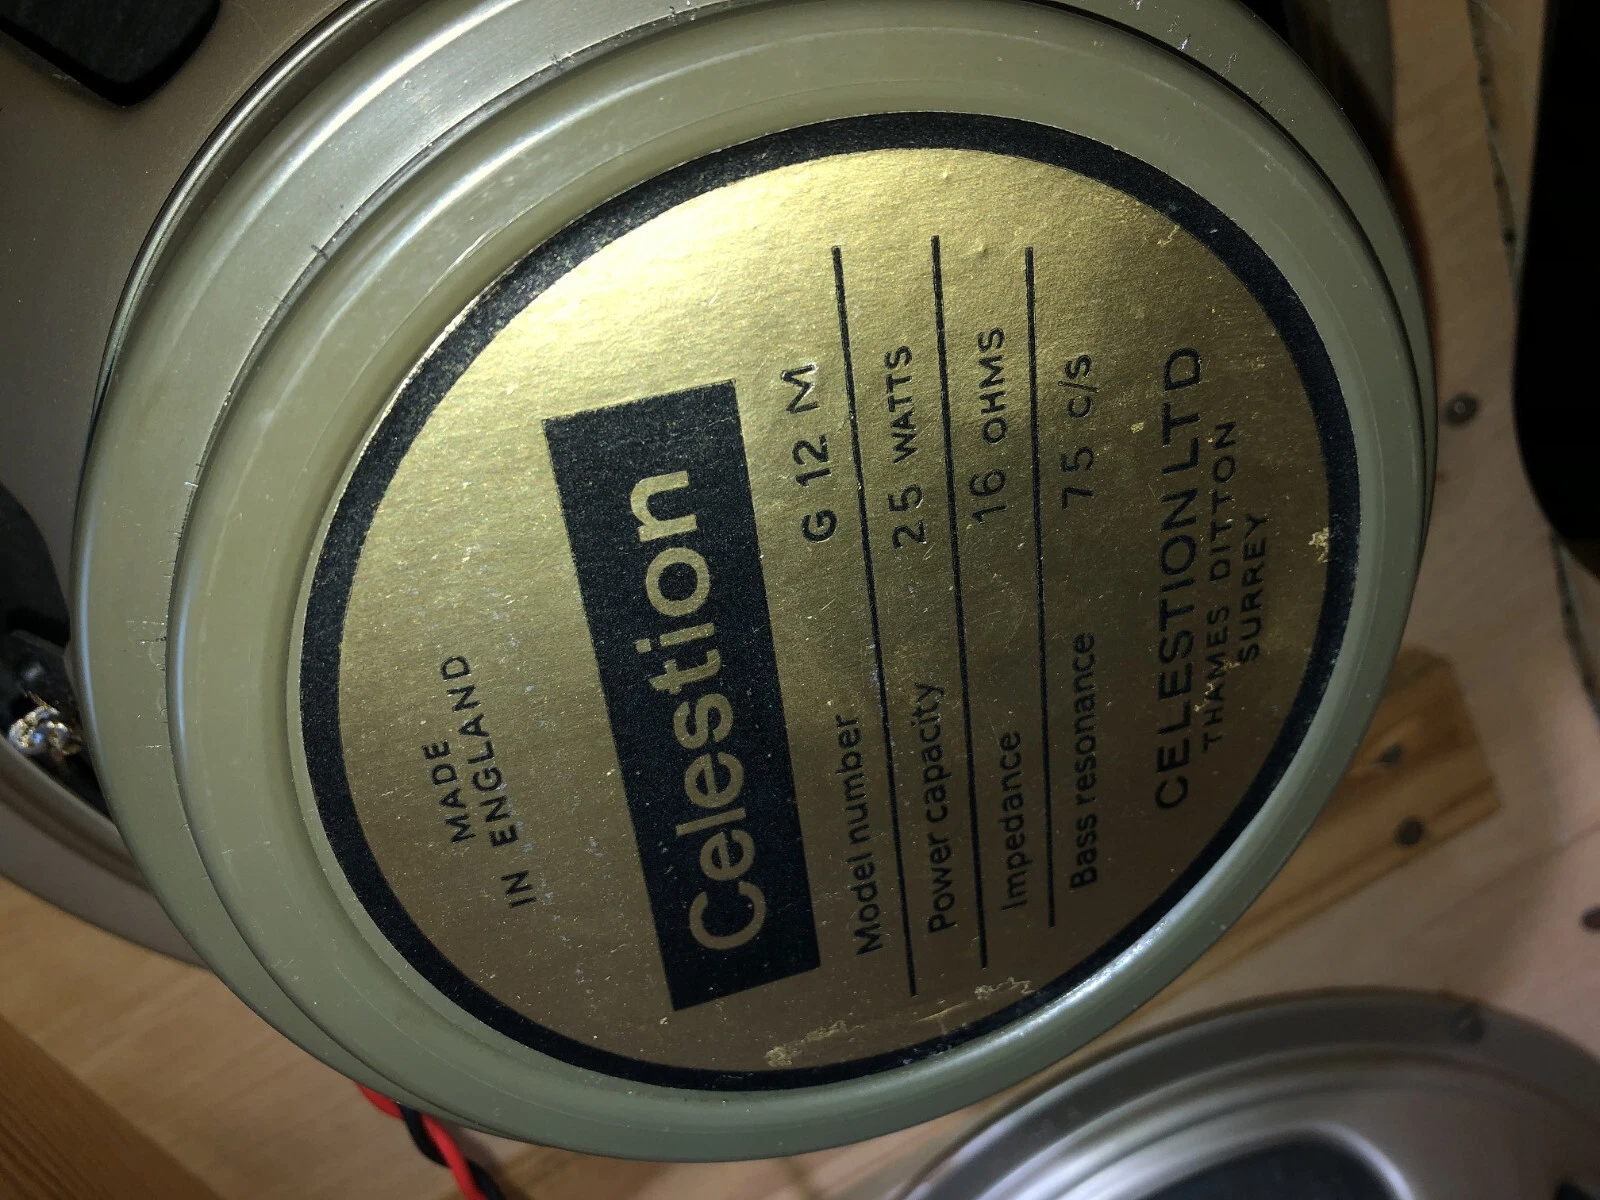 MADE
IN ENGLAND
Celestion
Model number G 12 M
Power capacity 25 WATTS
Impedance 16 OHMS
Bass resonance 75 c/s
CELESTION LTD
THAMES DITTON
SURREY